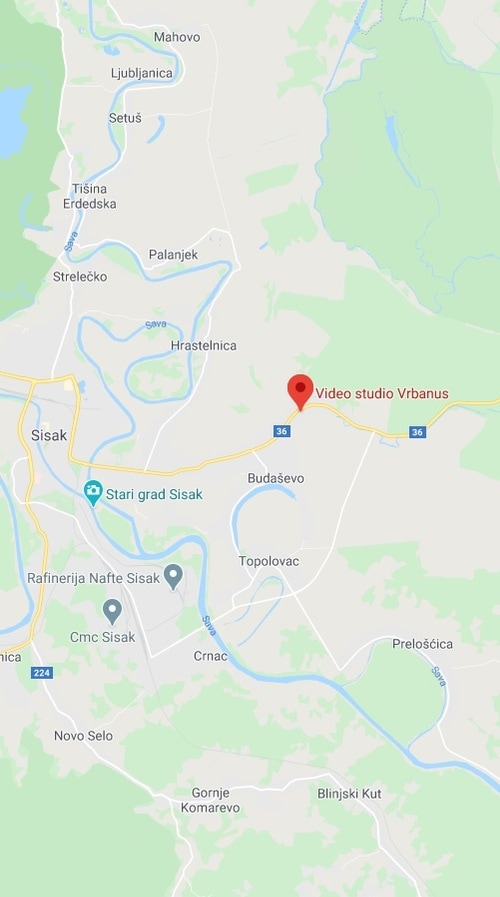 Mahovo
Ljubljanica
Setuš
Tišina
Erdedska
Sava
Palanjek
Strelečko
Sava
Hrastelnica
Video studio Vrbanus
36
36
Sisak
Budaševo
Stari grad Sisak
Topolovac
Rafinerija Nafte Sisak
Cmc Sisak
Sava
Prelošćica
nica
Crnac
224
Sava
Novo Selo
Gornje
Komarevo
Blinjski Kut